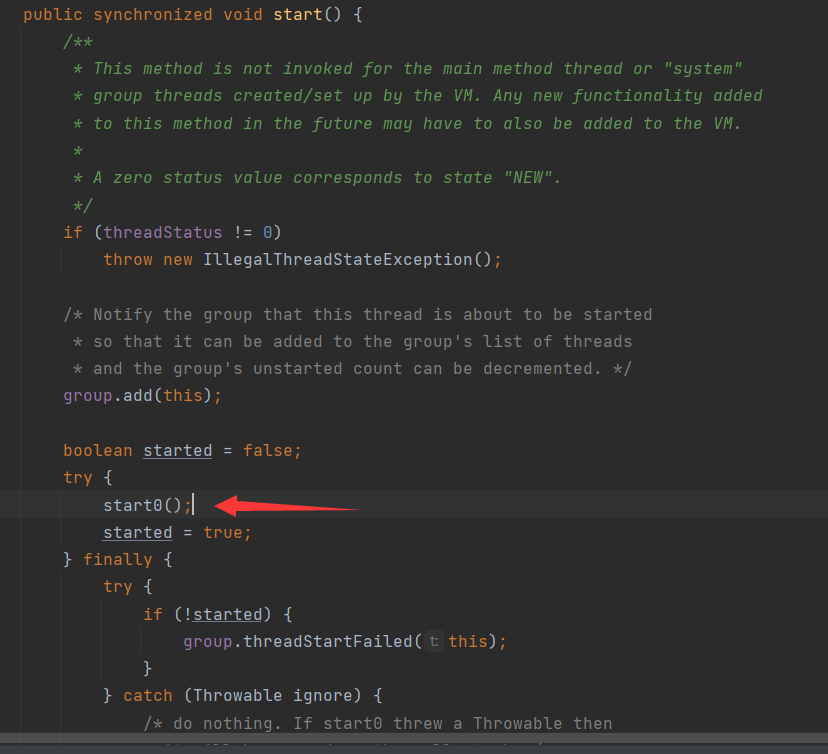 public synchronized void start() {
/**
* This method is not invoked for the main method thread or "system"
* group threads created/set up by the VM. Any new functionality added
* to this method in the future may have to also be added to the VM.
*
* A zero status value corresponds to state "NEW".
*/
if (threadStatus != 0)
throw new IllegalThreadStateException();
/* Notify the group that this thread is about to be started
* so that it can be added to the group's list of threads
* and the group's unstarted count can be decremented. */
group.add(this);
boolean started = false;
try {
start0();
started = true;
} finally {
try {
if (!started) {
group.threadStartFailed( t: this);
}
} catch (Throwable ignore) {
/* do nothing. If start0 threw a Throwable then